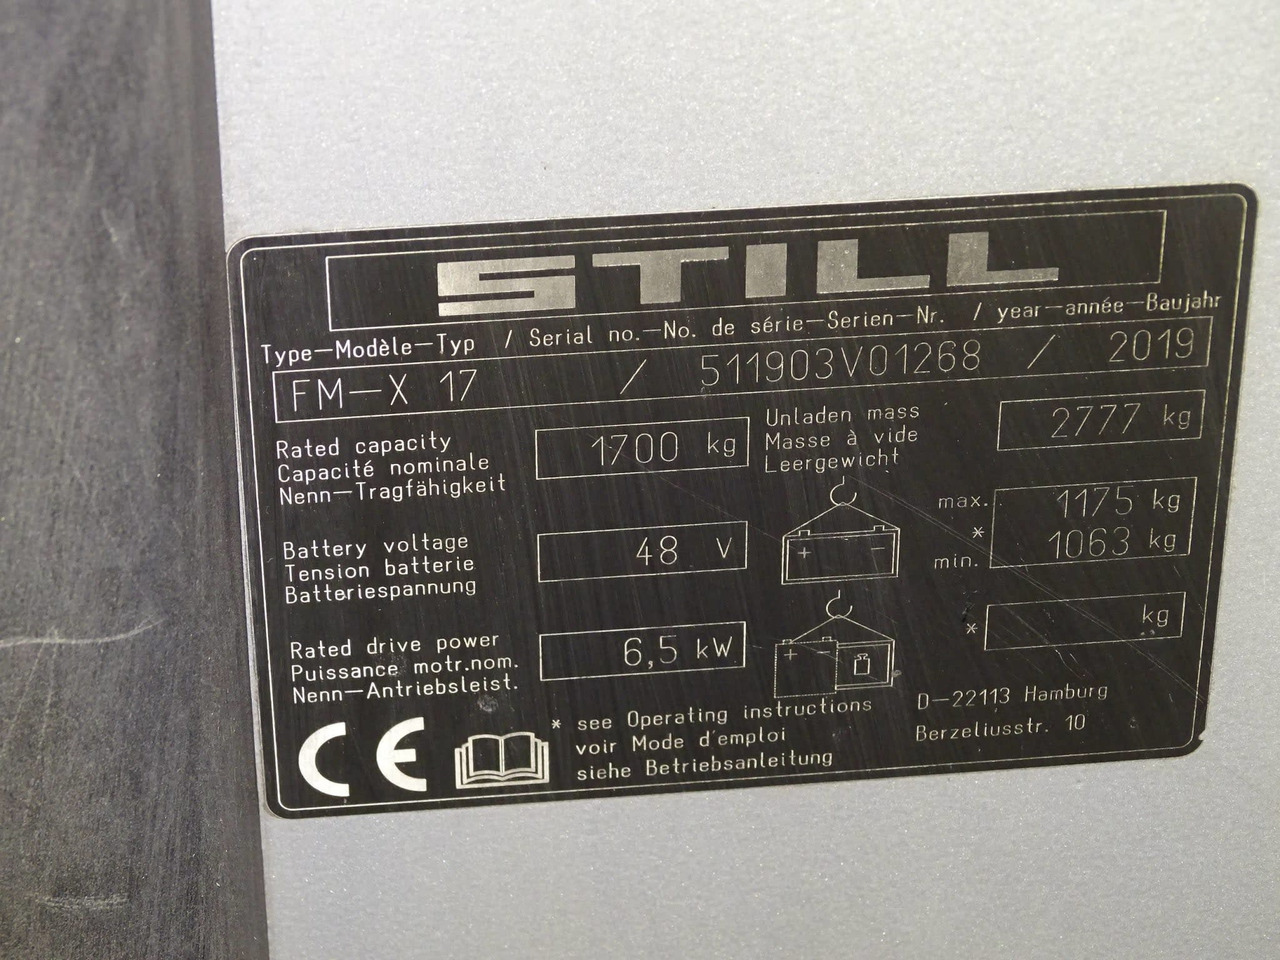 STILL
Type—Modèle—Typ / Serial no.—No. de série—Serien—Nr. / year—année—Baujahr
FM—X 17 / 511903V01268 / 2019
Rated capacity
Capacité nominale
Nenn—Tragfähigkeit
1700 kg
Unladen mass
Masse à vide
Leergewicht
2777 kg
Battery voltage
Tension batterie
Batteriespannung
48 V
+ −
max. 1175 kg
*
min. 1063 kg
Rated drive power
Puissance motr.nom.
Nenn—Antriebsleist.
6,5 kW
+ −
* kg
CE
* see Operating instructions
voir Mode d'emploi
siehe Betriebsanleitung
D—22113 Hamburg
Berzeliusstr. 10